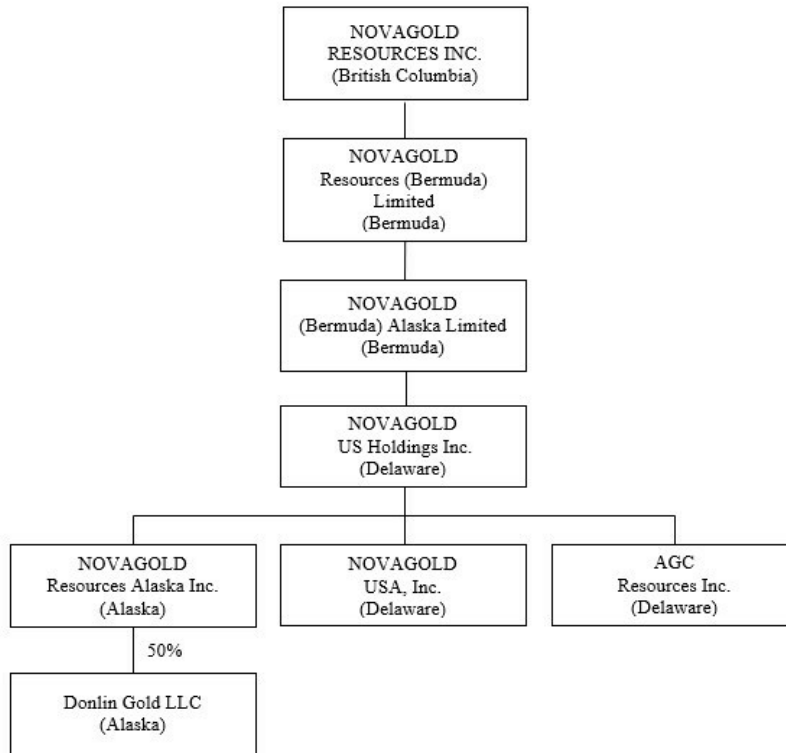 NOVAGOLD
RESOURCES INC.
(British Columbia)
NOVAGOLD
Resources (Bermuda)
Limited
(Bermuda)
NOVAGOLD
(Bermuda) Alaska Limited
(Bermuda)
NOVAGOLD
US Holdings Inc.
(Delaware)
NOVAGOLD
Resources Alaska Inc.
(Alaska)
NOVAGOLD
USA, Inc.
(Delaware)
AGC
Resources Inc.
(Delaware)
50%
Donlin Gold LLC
(Alaska)